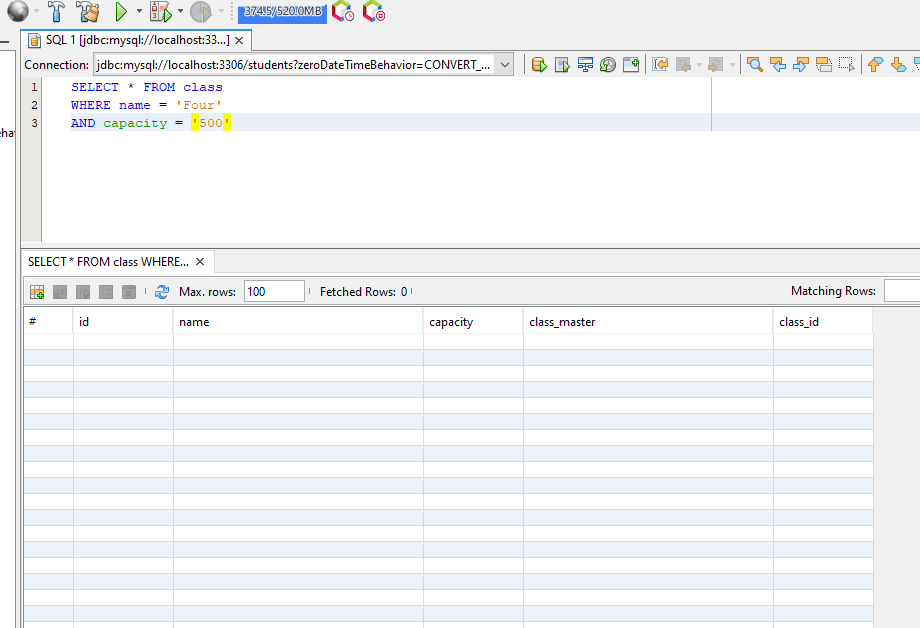 374.5/520.0MB
SQL 1 [jdbc:mysql://localhost:33...]
Connection: jdbc:mysql://localhost:3306/students?zeroDateTimeBehavior=CONVERT_...
1 SELECT * FROM class
2 WHERE name = 'Four'
3 AND capacity = '500'
SELECT * FROM class WHERE...
Max. rows: 100 Fetched Rows: 0 Matching Rows:
# id name capacity class_master class_id